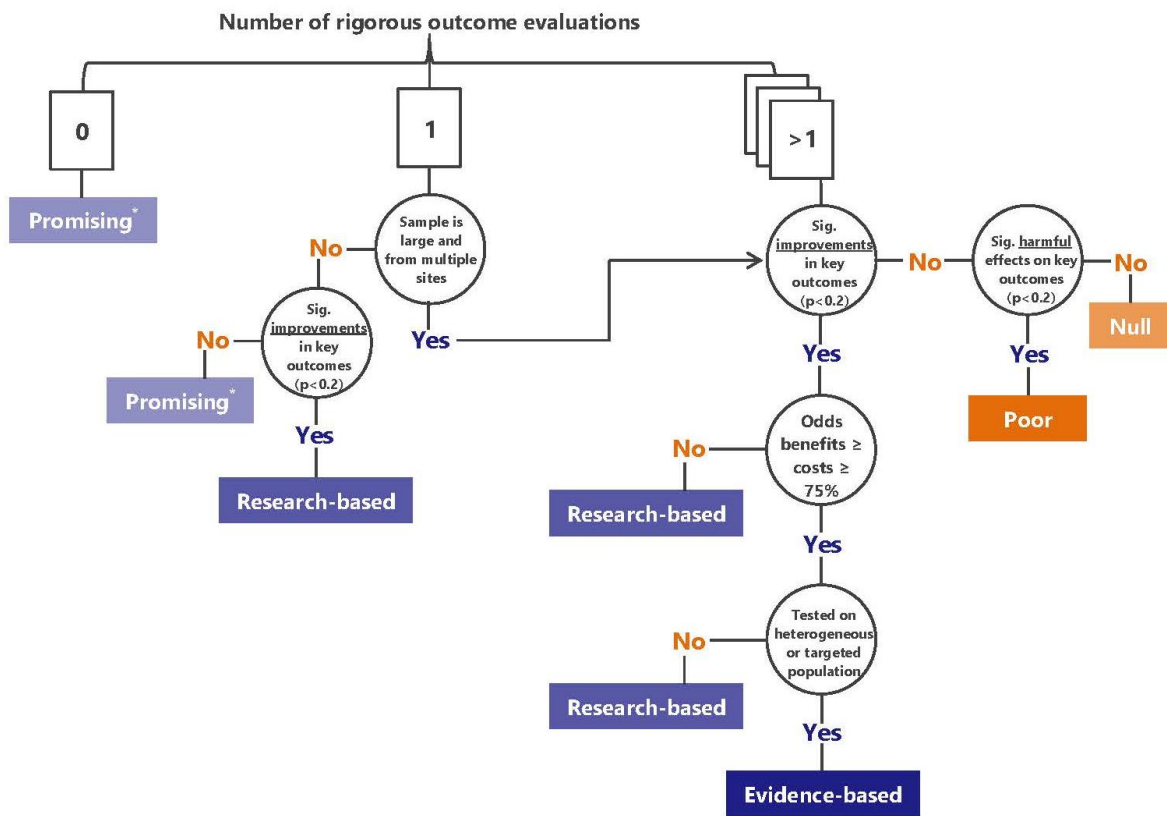 Number of rigorous outcome evaluations
0
1
>1
Promising*
Sample is
large and
from multiple
sites
No
Yes
Sig.
improvements
in key
outcomes
(p<0.2)
No
Promising*
Yes
Research-based
Sig.
improvements
in key
outcomes
(p<0.2)
No
Sig. harmful
effects on key
outcomes
(p<0.2)
No
Null
Yes
Poor
Yes
Odds
benefits ≥
costs ≥
75%
No
Research-based
Yes
Tested on
heterogeneous
or targeted
population
No
Research-based
Yes
Evidence-based